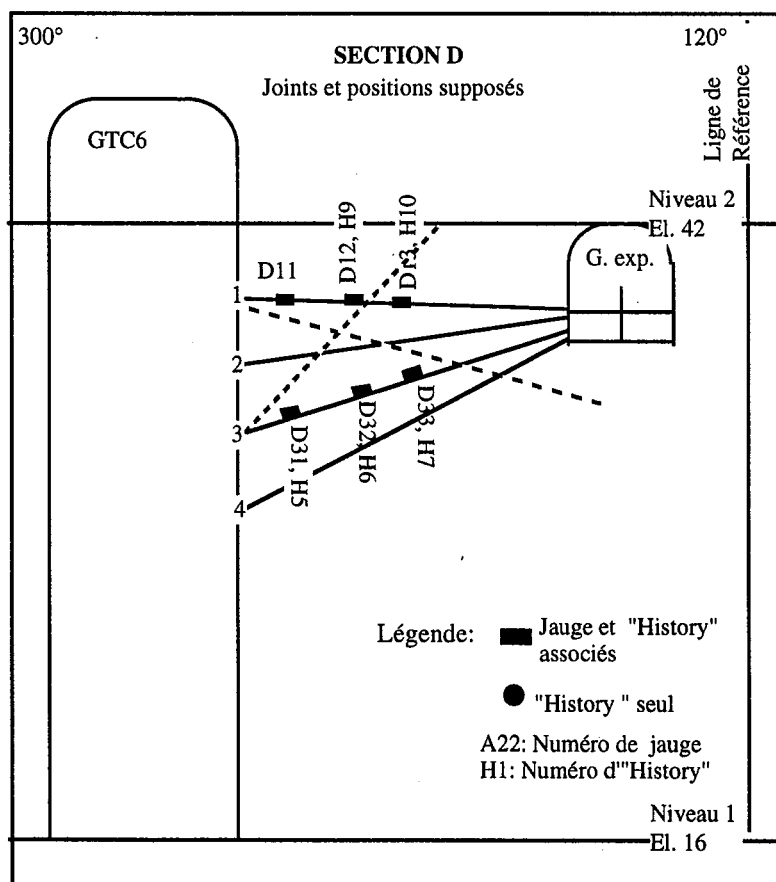 300°
120°
SECTION D
Joints et positions supposés
Ligne de
Référence
GTC6
Niveau 2
El. 42
G. exp.
D11
D12, H9
D13, H10
1
2
3
4
D31, H5
D32, H6
D33, H7
Légende:
Jauge et "History"
associés
"History " seul
A22: Numéro de jauge
H1: Numéro d'"History"
Niveau 1
El. 16